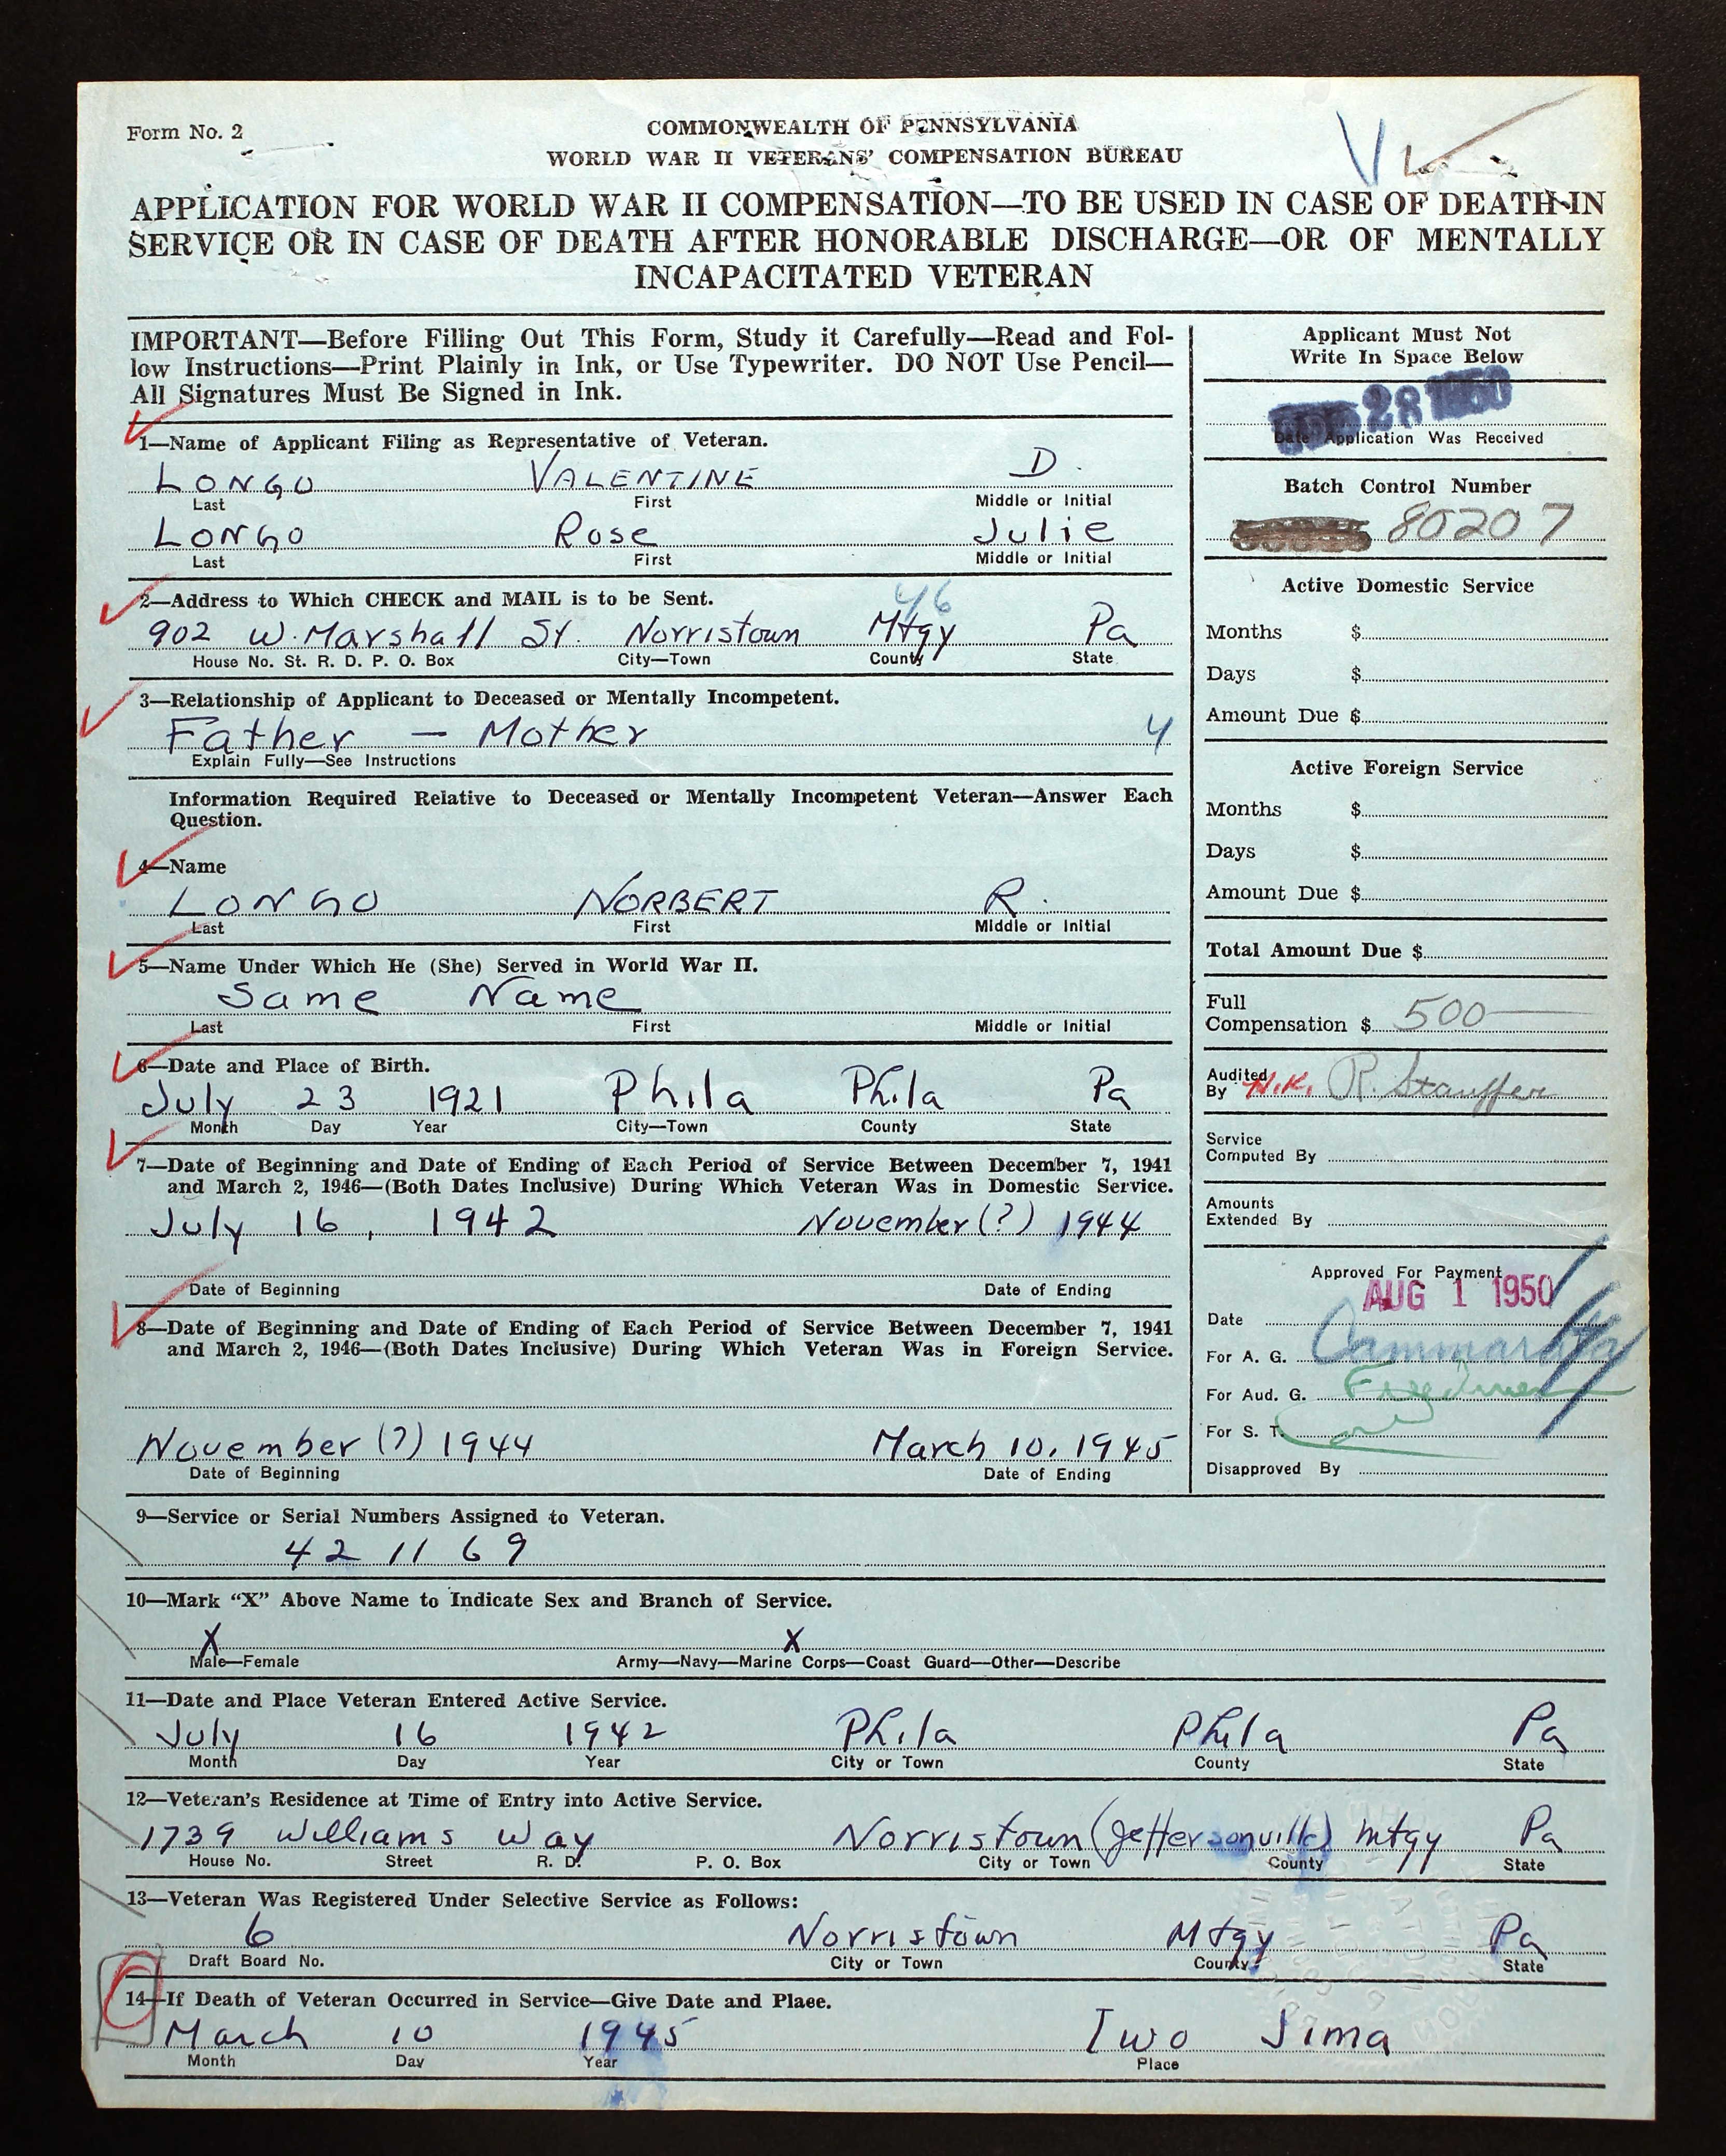 Form No. 2
COMMONWEALTH OF PENNSYLVANIA
WORLD WAR II VETERANS' COMPENSATION BUREAU
APPLICATION FOR WORLD WAR II COMPENSATION—TO BE USED IN CASE OF DEATH IN
SERVICE OR IN CASE OF DEATH AFTER HONORABLE DISCHARGE—OR OF MENTALLY
INCAPACITATED VETERAN
IMPORTANT—Before Filling Out This Form, Study it Carefully—Read and Fol-
low Instructions—Print Plainly in Ink, or Use Typewriter. DO NOT Use Pencil—
All Signatures Must Be Signed in Ink.
1—Name of Applicant Filing as Representative of Veteran.
LONGO VALENTINE D.
Last First Middle or Initial
LONGO Rose Julie
Last First Middle or Initial
2—Address to Which CHECK and MAIL is to be Sent.
46
902 W. Marshall St. Norristown Mtgy Pa
House No. St. R. D. P. O. Box City—Town County State
3—Relationship of Applicant to Deceased or Mentally Incompetent.
Father — Mother 4
Explain Fully—See Instructions
Information Required Relative to Deceased or Mentally Incompetent Veteran—Answer Each
Question.
4—Name
LONGO NORBERT R.
Last First Middle or Initial
5—Name Under Which He (She) Served in World War II.
Same Name
Last First Middle or Initial
6—Date and Place of Birth.
July 23 1921 Phila Phila Pa
Month Day Year City—Town County State
7—Date of Beginning and Date of Ending of Each Period of Service Between December 7, 1941
and March 2, 1946—(Both Dates Inclusive) During Which Veteran Was in Domestic Service.
July 16, 1942 November (?) 1944
Date of Beginning Date of Ending
8—Date of Beginning and Date of Ending of Each Period of Service Between December 7, 1941
and March 2, 1946—(Both Dates Inclusive) During Which Veteran Was in Foreign Service.
November (?) 1944 March 10, 1945
Date of Beginning Date of Ending
Applicant Must Not
Write In Space Below
28 1950
Date Application Was Received
Batch Control Number
80207
Active Domestic Service
Months $
Days $
Amount Due $
Active Foreign Service
Months $
Days $
Amount Due $
Total Amount Due $
Full
Compensation $ 500
Audited
By N.K. R. Stauffer
Service
Computed By
Amounts
Extended By
Approved For Payment
AUG 1 1950
Date
For A. G. Cammarata
For Aud. G. Friedman
For S. T.
Disapproved By
9—Service or Serial Numbers Assigned to Veteran.
42 11 69
10—Mark "X" Above Name to Indicate Sex and Branch of Service.
X X
Male—Female Army—Navy—Marine Corps—Coast Guard—Other—Describe
11—Date and Place Veteran Entered Active Service.
July 16 1942 Phila Phila Pa
Month Day Year City or Town County State
12—Veteran's Residence at Time of Entry into Active Service.
1739 Williams Way Norristown (Jeffersonville) Mtgy Pa
House No. Street R. D. P. O. Box City or Town County State
13—Veteran Was Registered Under Selective Service as Follows:
6 Norristown Mtgy Pa
Draft Board No. City or Town County State
14—If Death of Veteran Occurred in Service—Give Date and Place.
March 10 1945 Iwo Jima
Month Day Year Place